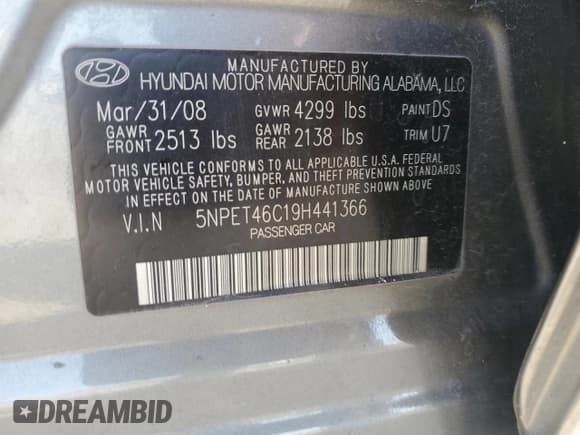 MANUFACTURED BY
HYUNDAI MOTOR MANUFACTURING ALABAMA, LLC
Mar/31/08 GVWR 4299 lbs PAINT DS
GAWR FRONT 2513 lbs GAWR REAR 2138 lbs TRIM U7
THIS VEHICLE CONFORMS TO ALL APPLICABLE U.S.A. FEDERAL
MOTOR VEHICLE SAFETY, BUMPER, AND THEFT PREVENTION STANDARDS
IN EFFECT ON THE DATE OF MANUFACTURE SHOWN ABOVE.
V.I.N 5NPET46C19H441366
PASSENGER CAR
DREAMBID